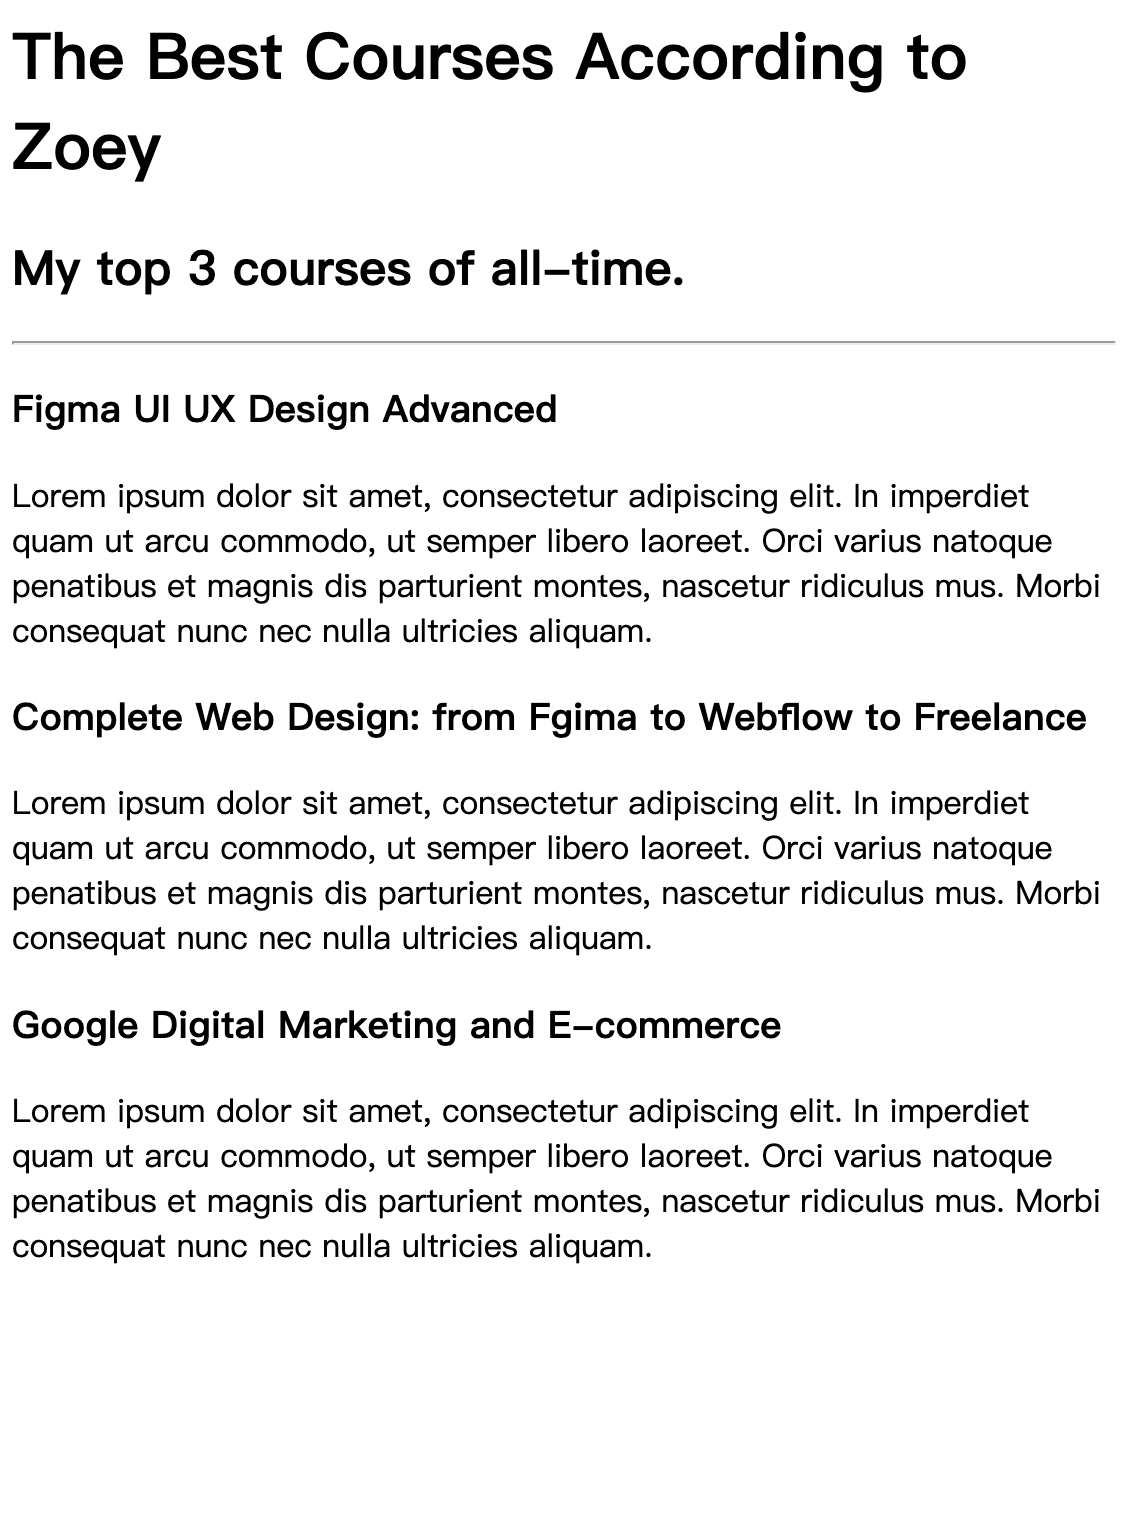 The Best Courses According to
Zoey
My top 3 courses of all-time.
Figma UI UX Design Advanced
Lorem ipsum dolor sit amet, consectetur adipiscing elit. In imperdiet
quam ut arcu commodo, ut semper libero laoreet. Orci varius natoque
penatibus et magnis dis parturient montes, nascetur ridiculus mus. Morbi
consequat nunc nec nulla ultricies aliquam.
Complete Web Design: from Fgima to Webflow to Freelance
Lorem ipsum dolor sit amet, consectetur adipiscing elit. In imperdiet
quam ut arcu commodo, ut semper libero laoreet. Orci varius natoque
penatibus et magnis dis parturient montes, nascetur ridiculus mus. Morbi
consequat nunc nec nulla ultricies aliquam.
Google Digital Marketing and E-commerce
Lorem ipsum dolor sit amet, consectetur adipiscing elit. In imperdiet
quam ut arcu commodo, ut semper libero laoreet. Orci varius natoque
penatibus et magnis dis parturient montes, nascetur ridiculus mus. Morbi
consequat nunc nec nulla ultricies aliquam.